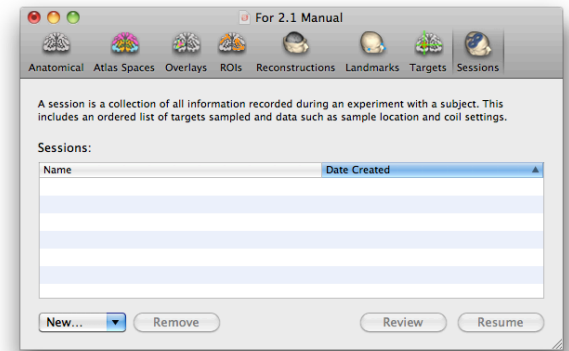 For 2.1 Manual
Anatomical Atlas Spaces Overlays ROIs Reconstructions Landmarks Targets Sessions
A session is a collection of all information recorded during an experiment with a subject. This
includes an ordered list of targets sampled and data such as sample location and coil settings.
Sessions:
Name Date Created
New... Remove Review Resume